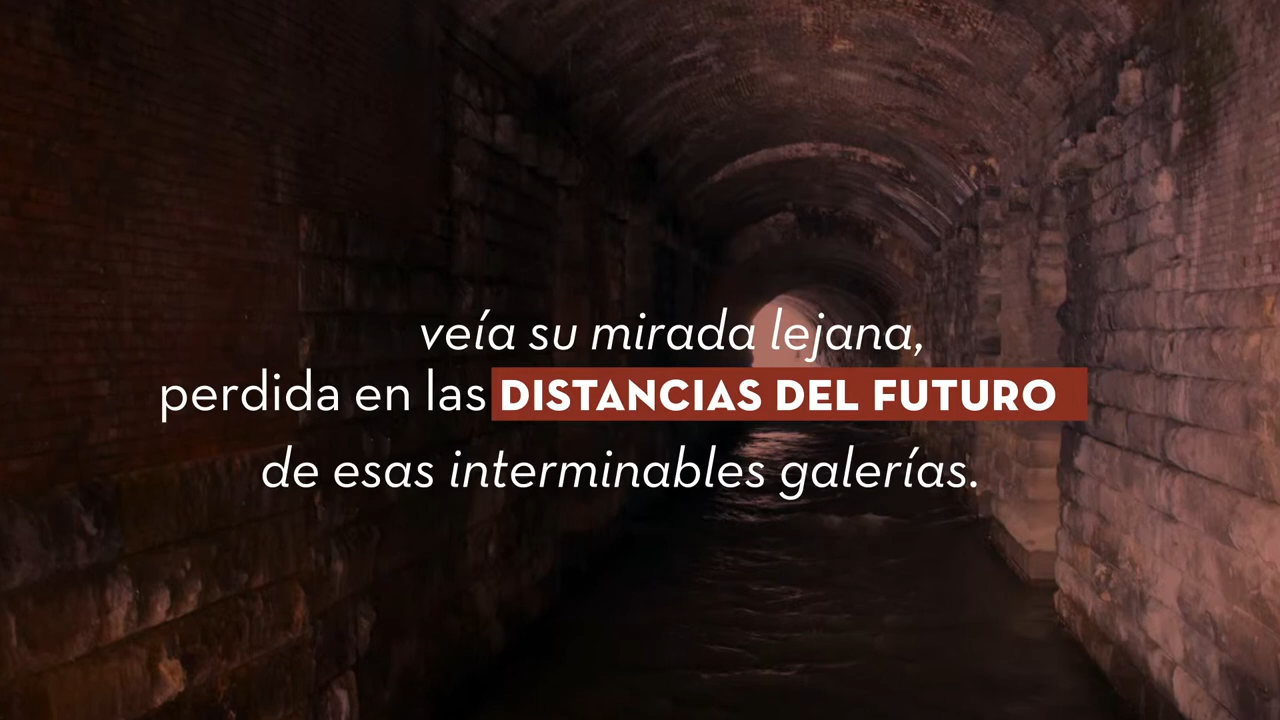 veía su mirada lejana,
perdida en las DISTANCIAS DEL FUTURO
de esas interminables galerías.